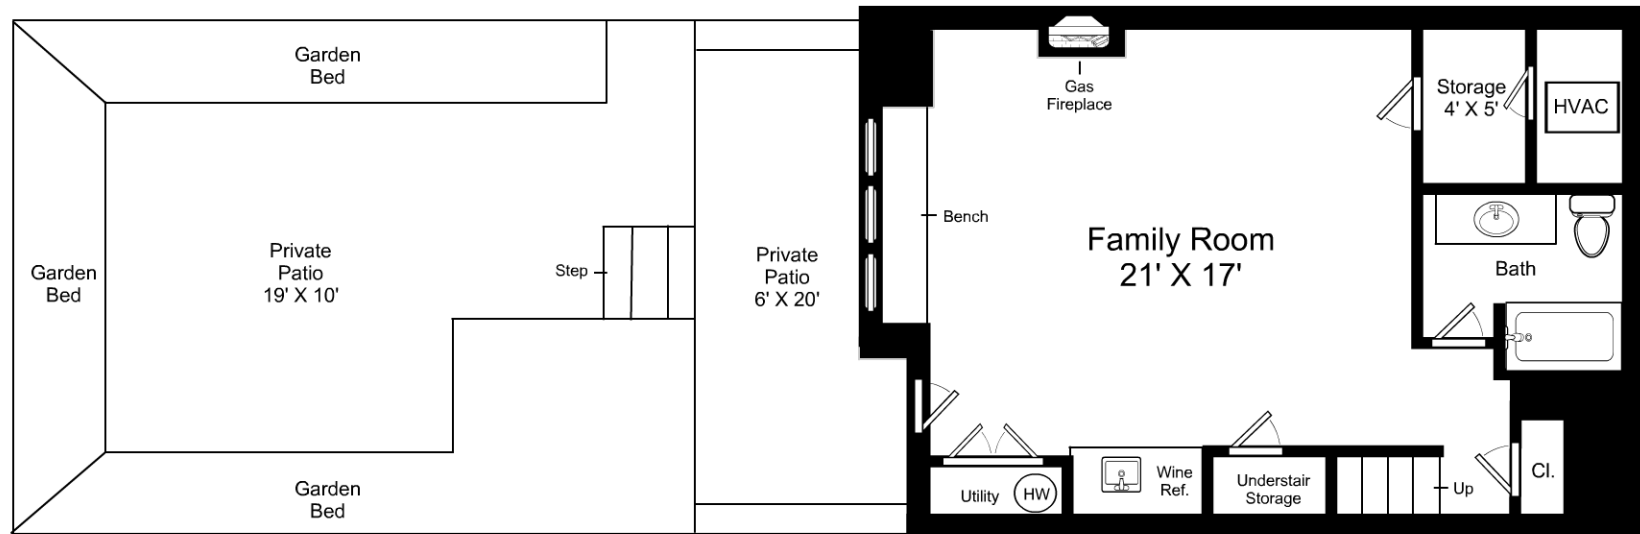 Garden
Bed
Gas
Fireplace
Storage
4' X 5'
HVAC
Bench
Family Room
21' X 17'
Garden
Bed
Private
Patio
19' X 10'
Step
Private
Patio
6' X 20'
Bath
Garden
Bed
Utility
HW
Wine
Ref.
Understair
Storage
Up
Cl.